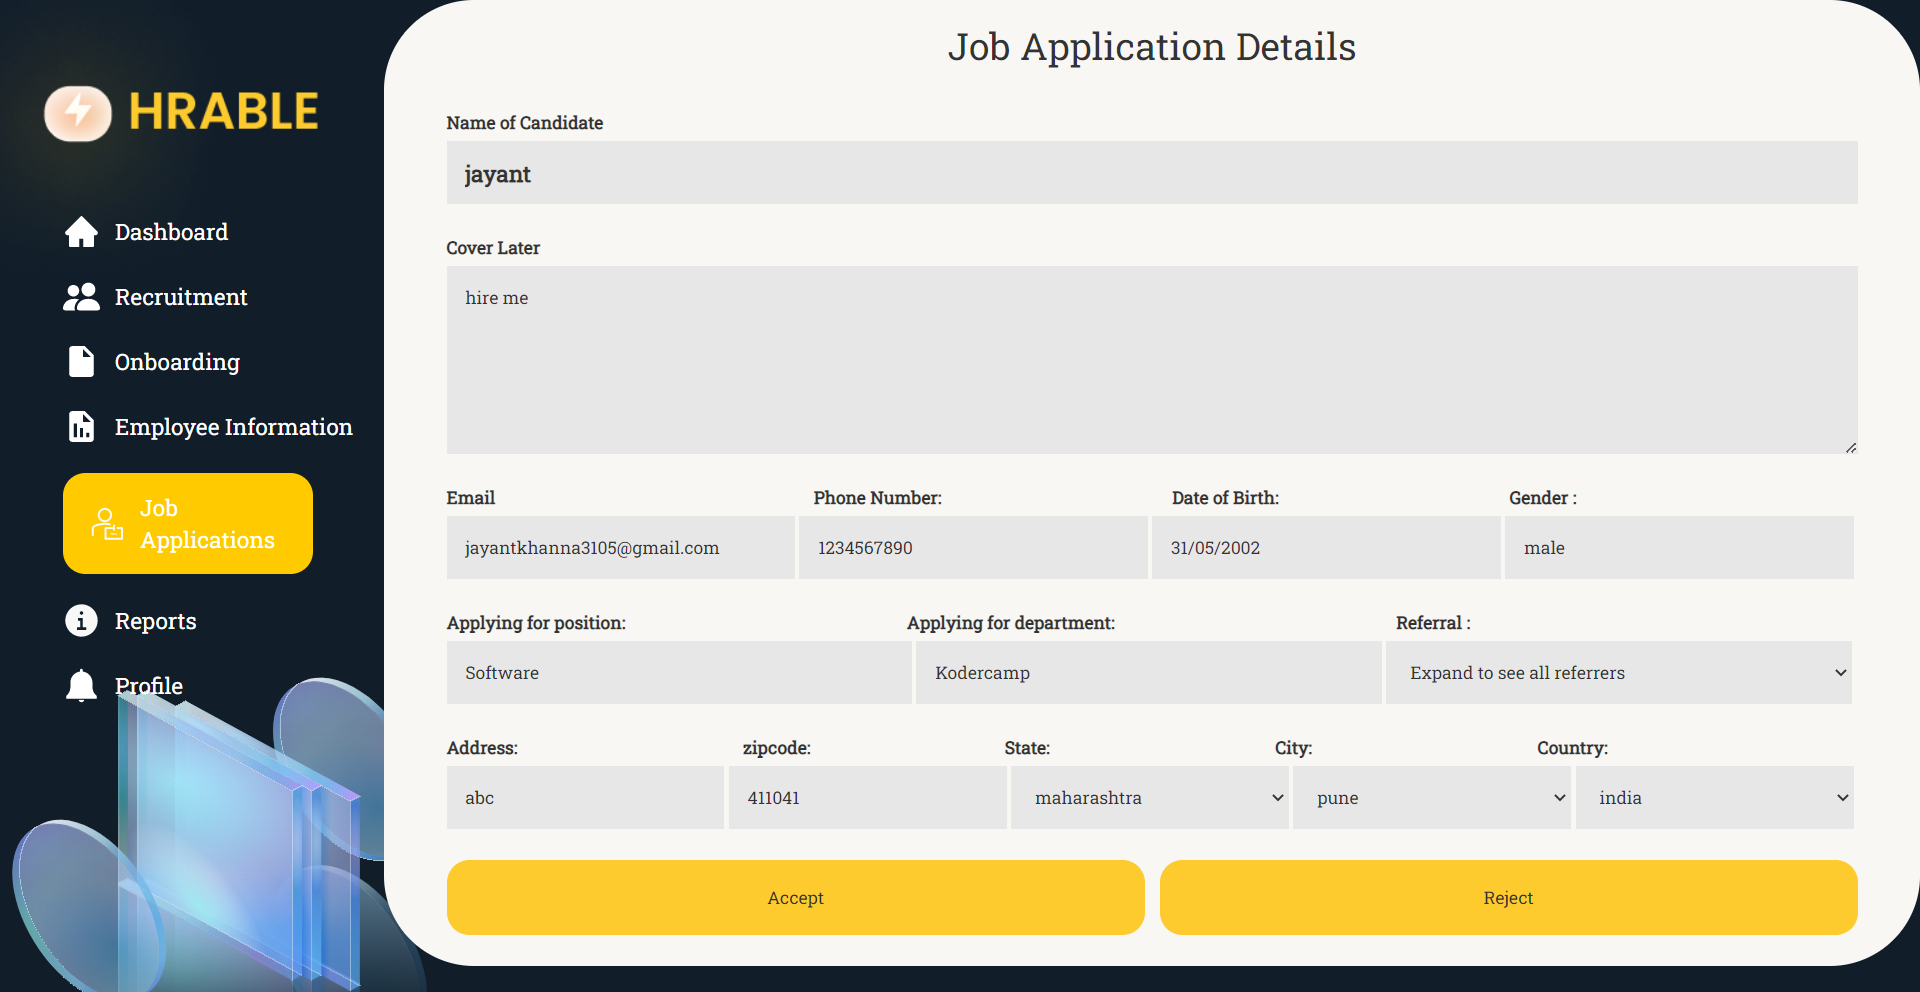 HRABLE
Dashboard
Recruitment
Onboarding
Employee Information
Job
Applications
Reports
Profile
Job Application Details
Name of Candidate
jayant
Cover Later
hire me
Email Phone Number: Date of Birth: Gender :
jayantkhanna3105@gmail.com 1234567890 31/05/2002 male
Applying for position: Applying for department: Referral :
Software Kodercamp Expand to see all referrers
Address: zipcode: State: City: Country:
abc 411041 maharashtra pune india
Accept Reject